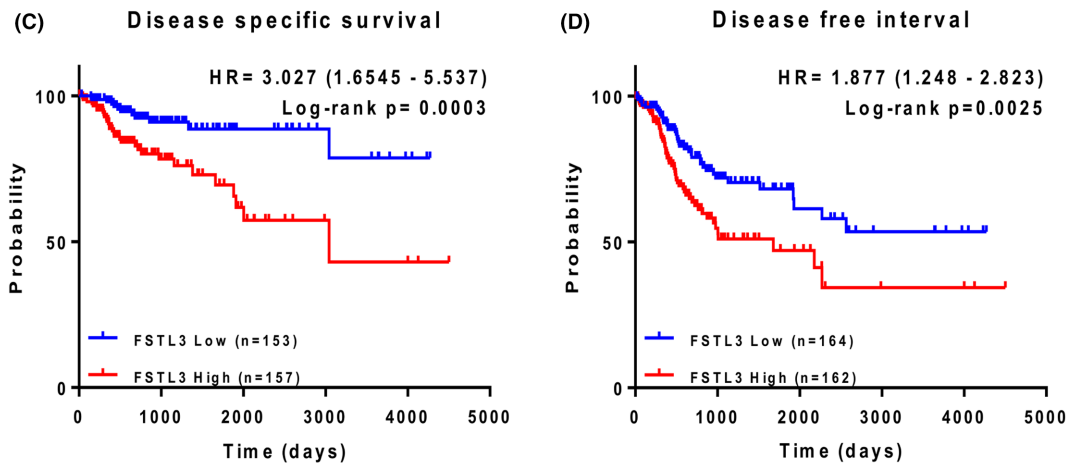 (C)
Disease specific survival
HR= 3.027 (1.6545 - 5.537)
Log-rank p= 0.0003
100
50
0
Probability
FSTL3 Low (n=153)
FSTL3 High (n=157)
0 1000 2000 3000 4000 5000
Time (days)
(D)
Disease free interval
HR= 1.877 (1.248 - 2.823)
Log-rank p=0.0025
100
50
0
Probability
FSTL3 Low (n=164)
FSTL3 High (n=162)
0 1000 2000 3000 4000 5000
Time (days)